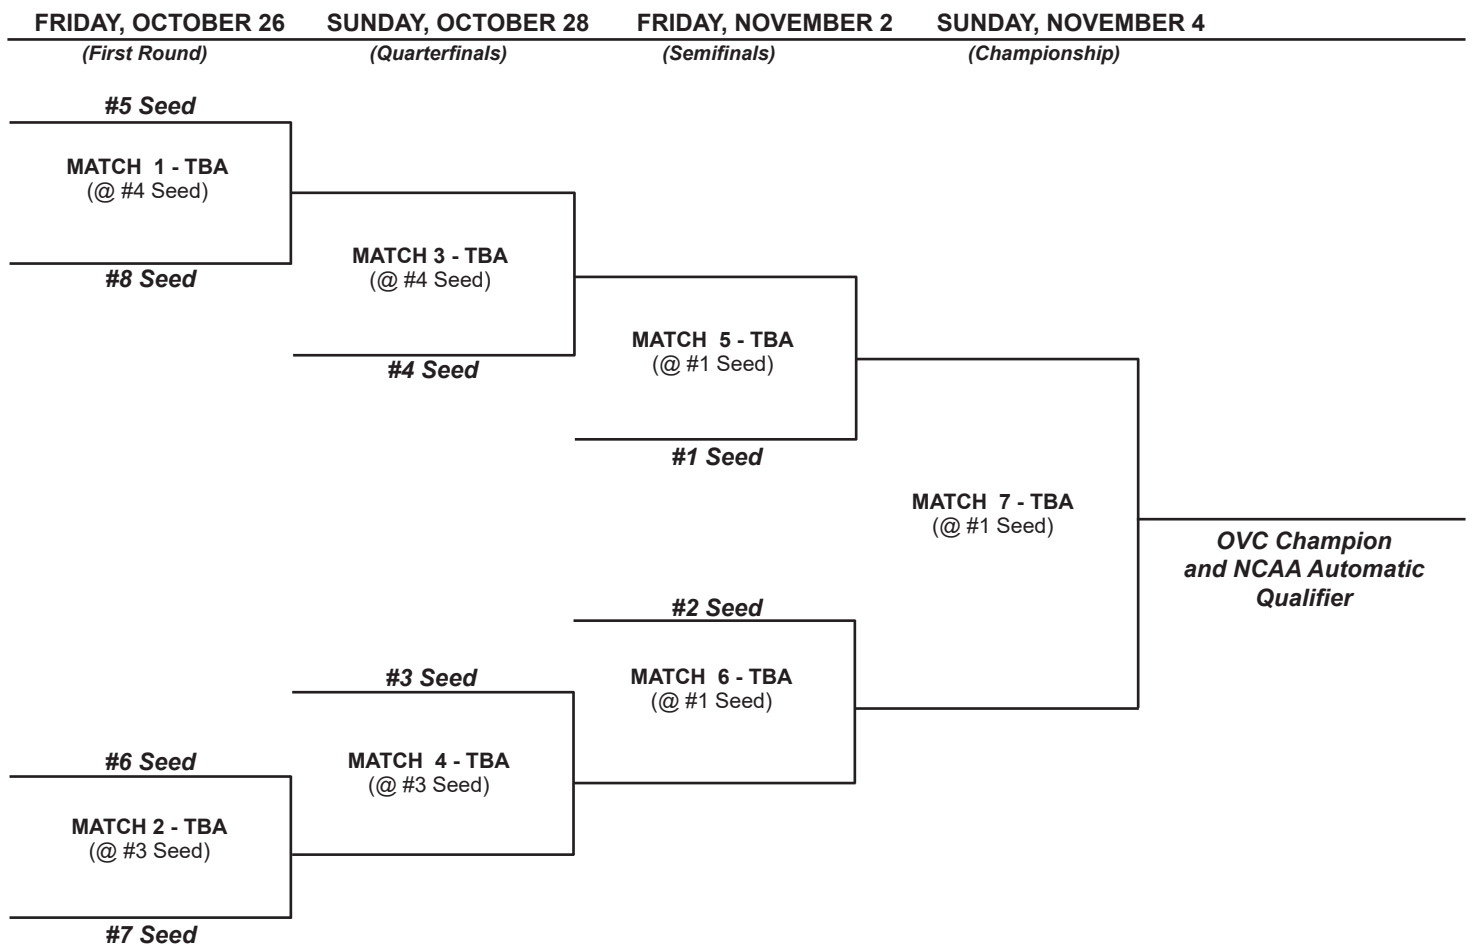 FRIDAY, OCTOBER 26
SUNDAY, OCTOBER 28
FRIDAY, NOVEMBER 2
SUNDAY, NOVEMBER 4
(First Round)
(Quarterfinals)
(Semifinals)
(Championship)
#5 Seed
MATCH 1 - TBA
(@ #4 Seed)
#8 Seed
MATCH 3 - TBA
(@ #4 Seed)
#4 Seed
MATCH 5 - TBA
(@ #1 Seed)
#1 Seed
MATCH 7 - TBA
(@ #1 Seed)
OVC Champion
and NCAA Automatic
Qualifier
#2 Seed
MATCH 6 - TBA
(@ #1 Seed)
#3 Seed
MATCH 4 - TBA
(@ #3 Seed)
#6 Seed
MATCH 2 - TBA
(@ #3 Seed)
#7 Seed